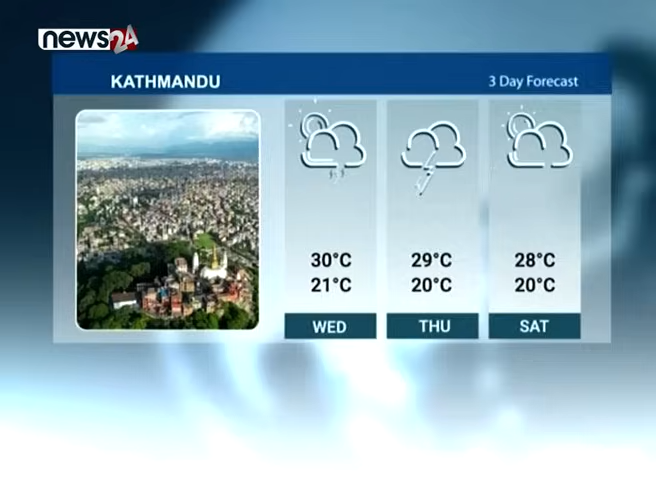 news24
KATHMANDU
3 Day Forecast
30°C
21°C
WED
29°C
20°C
THU
28°C
20°C
SAT